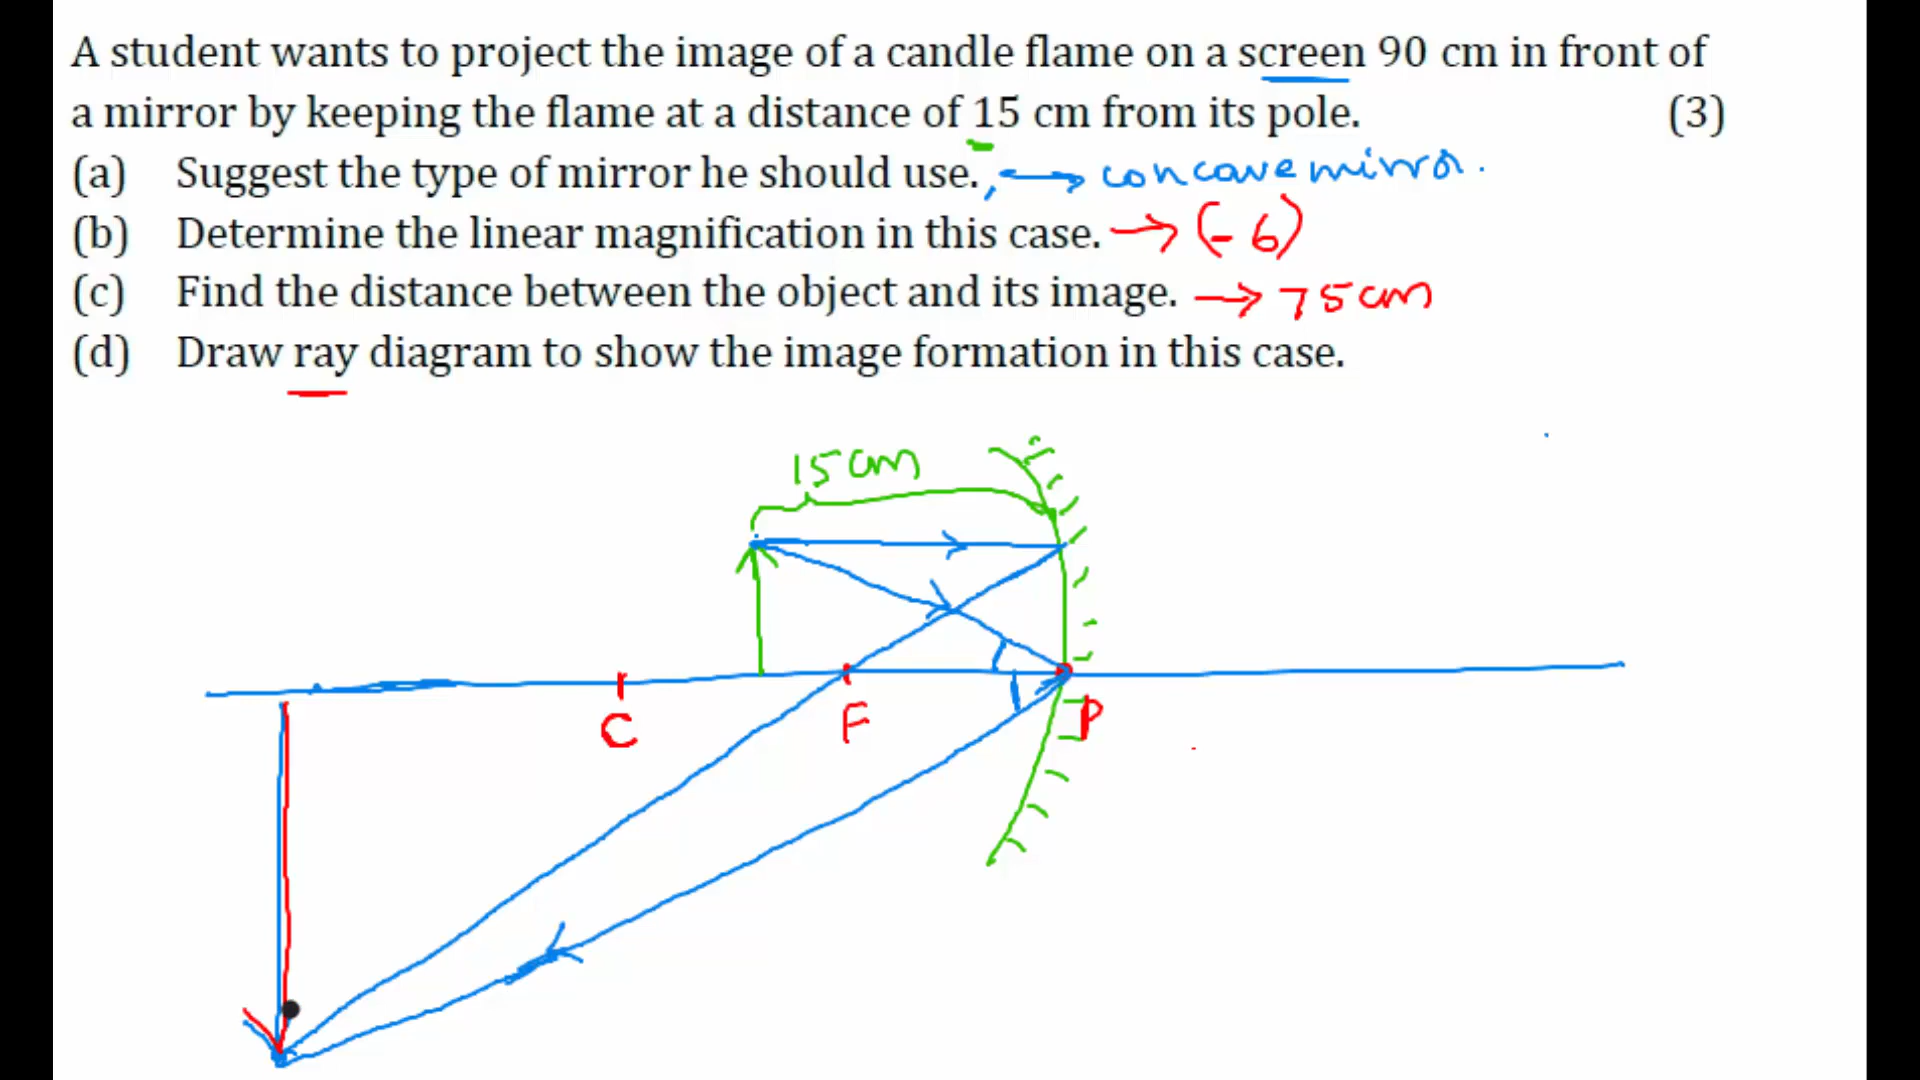 A student wants to project the image of a candle flame on a screen 90 cm in front of
a mirror by keeping the flame at a distance of 15 cm from its pole. (3)
(a) Suggest the type of mirror he should use. → concave mirror.
(b) Determine the linear magnification in this case. → (-6)
(c) Find the distance between the object and its image. → 75cm
(d) Draw ray diagram to show the image formation in this case.
15cm
C F P